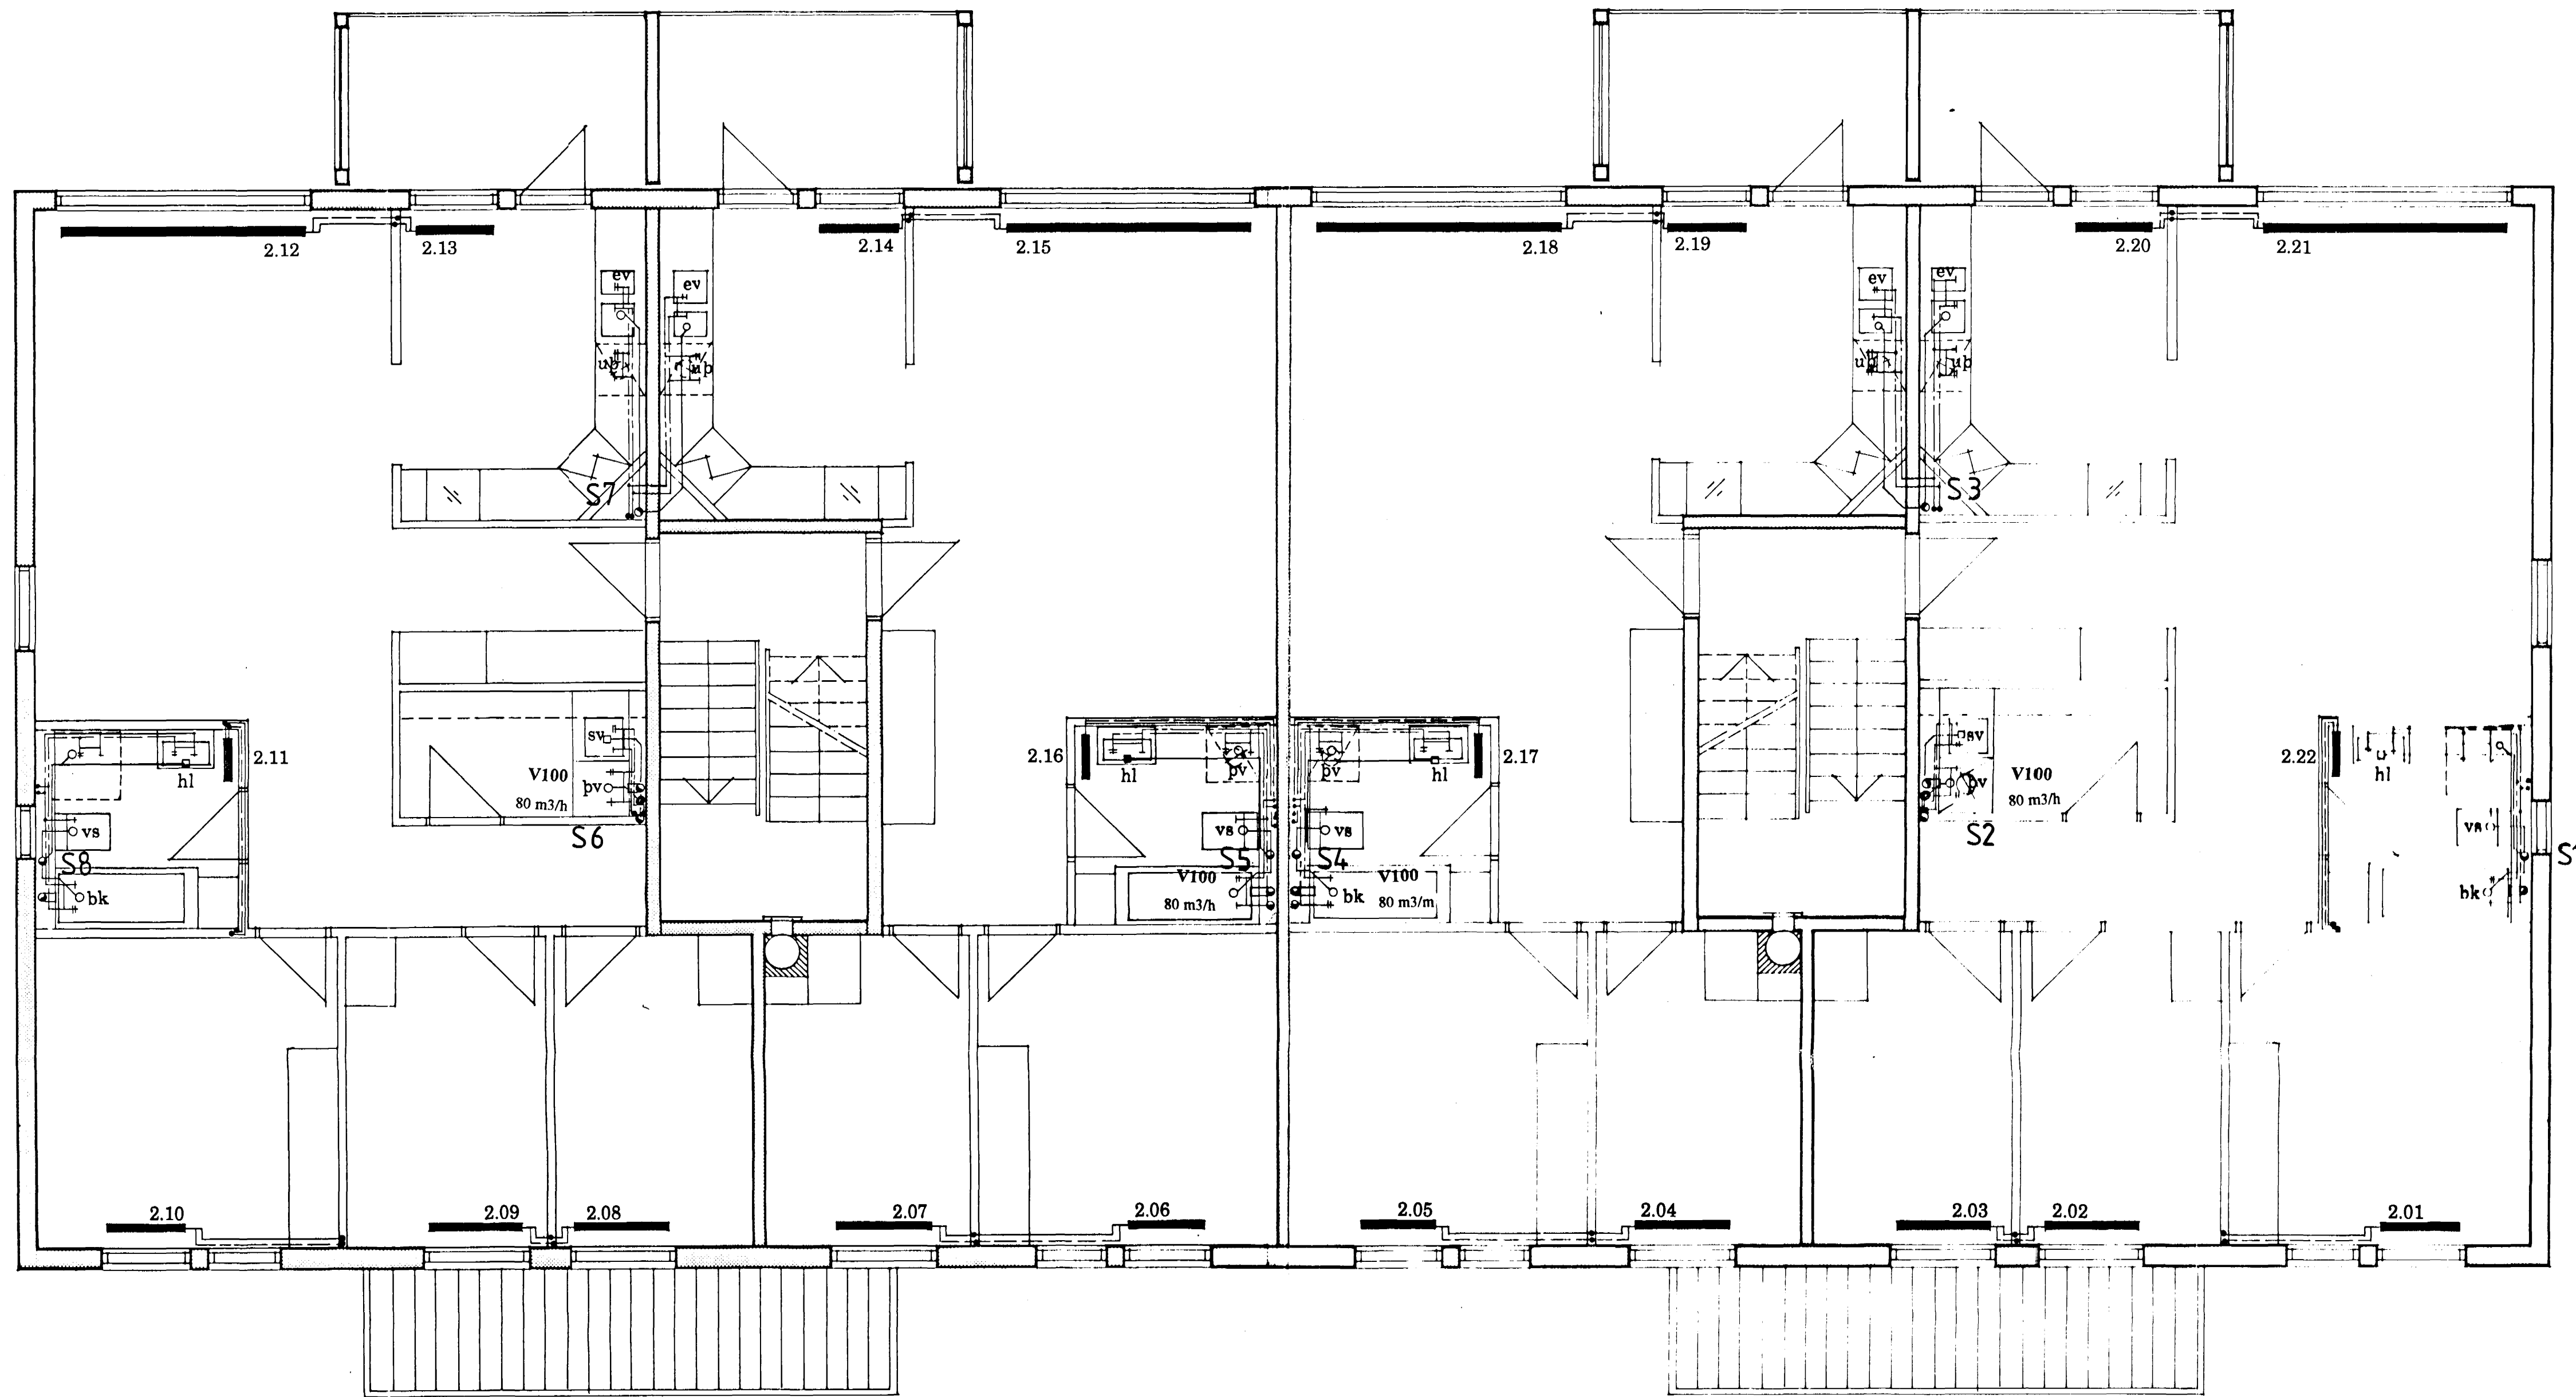 2.12
2.13
2.14
2.15
2.18
2.19
2.20
2.21
ev
ev
ev
ev
up
up
up
up
S7
S3
2.11
hl
sv
V100
80 m3/h
pv
S6
vs
S8
bk
2.16
hl
pv
vs
S5
V100
80 m3/h
pv
hl
2.17
vs
S4
V100
bk
80 m3/m
sv
V100
pv
80 m3/h
S2
2.22
hl
vs
bk
2.10
2.09
2.08
2.07
2.06
2.05
2.04
2.03
2.02
2.01